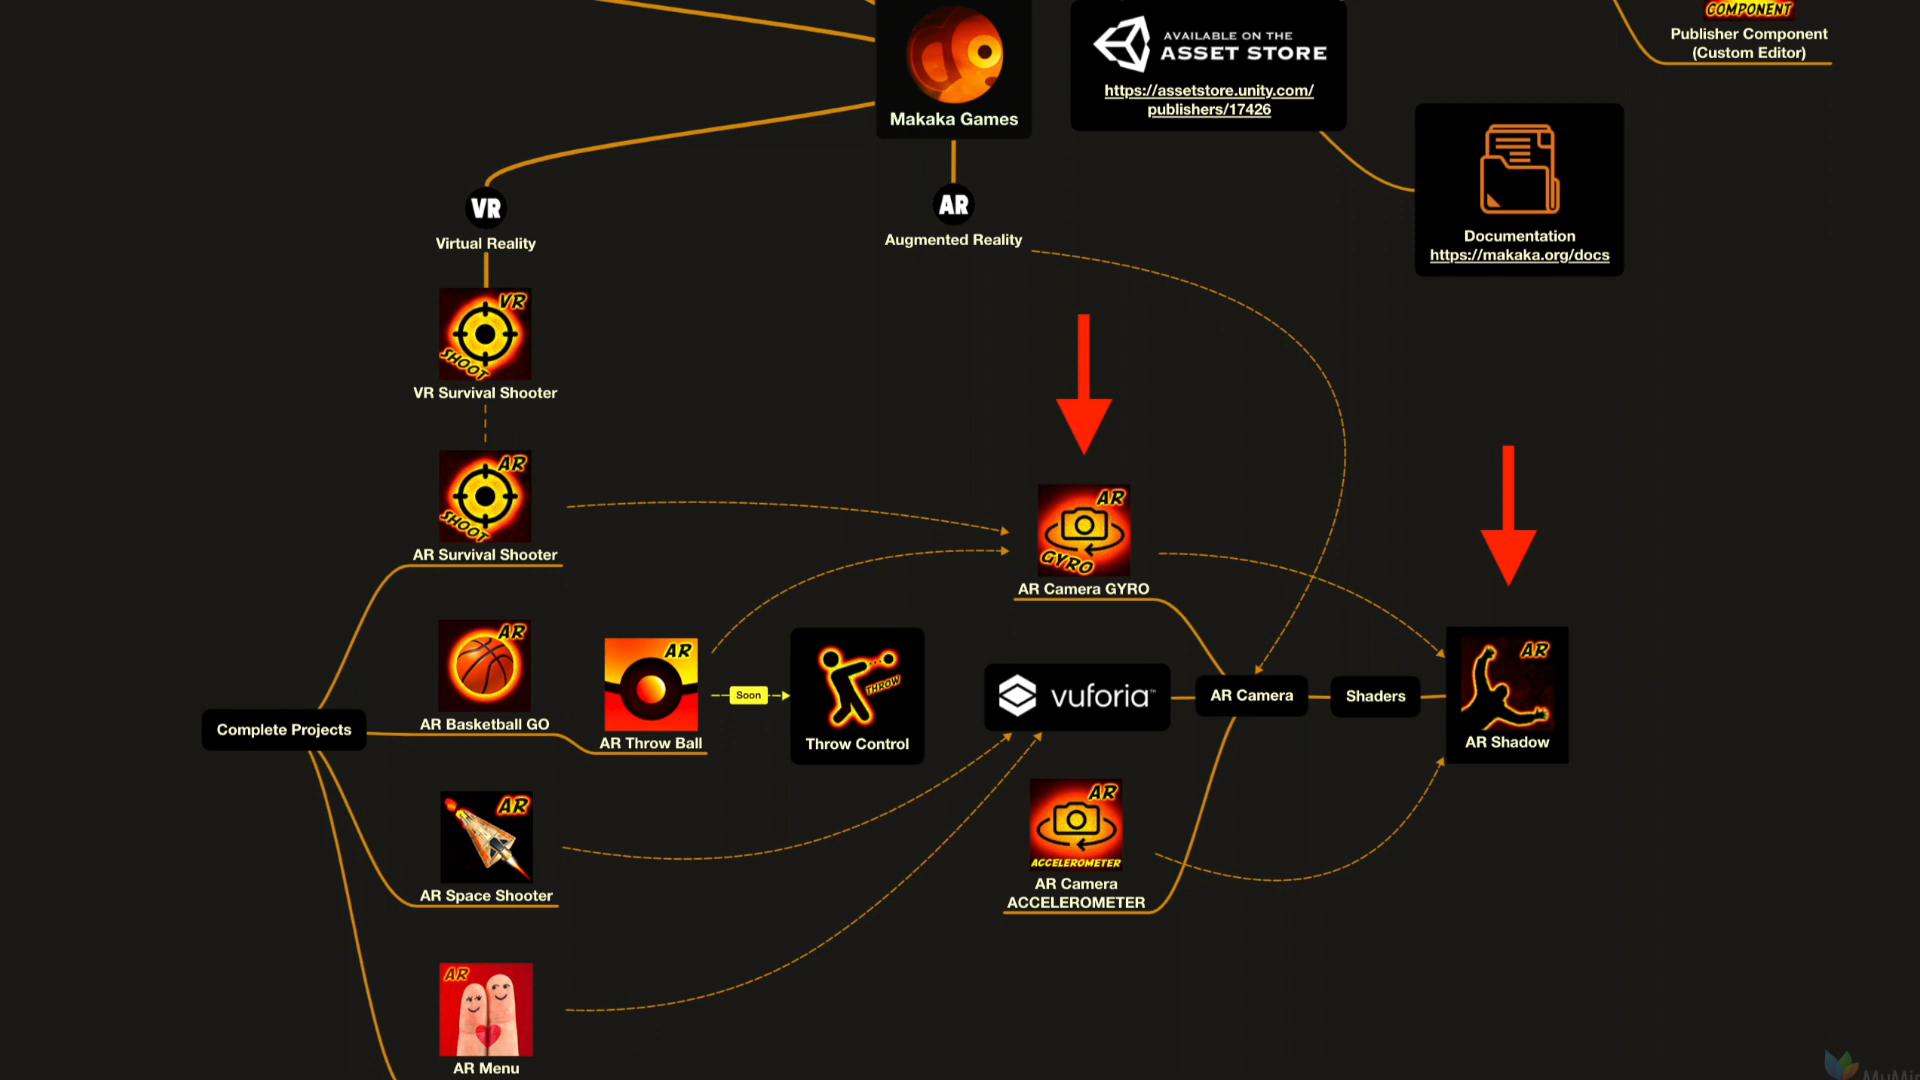 COMPONENT
Publisher Component
(Custom Editor)
Makaka Games
AVAILABLE ON THE
ASSET STORE
https://assetstore.unity.com/
publishers/17426
Documentation
https://makaka.org/docs
VR
Virtual Reality
AR
Augmented Reality
VR
SHOOT
VR Survival Shooter
AR
SHOOT
AR Survival Shooter
AR
GYRO
AR Camera GYRO
AR
AR Basketball GO
AR
AR Throw Ball
Soon
THROW
Throw Control
vuforia™
AR Camera
Shaders
AR
AR Shadow
Complete Projects
AR
AR Space Shooter
AR
ACCELEROMETER
AR Camera
ACCELEROMETER
AR
AR Menu